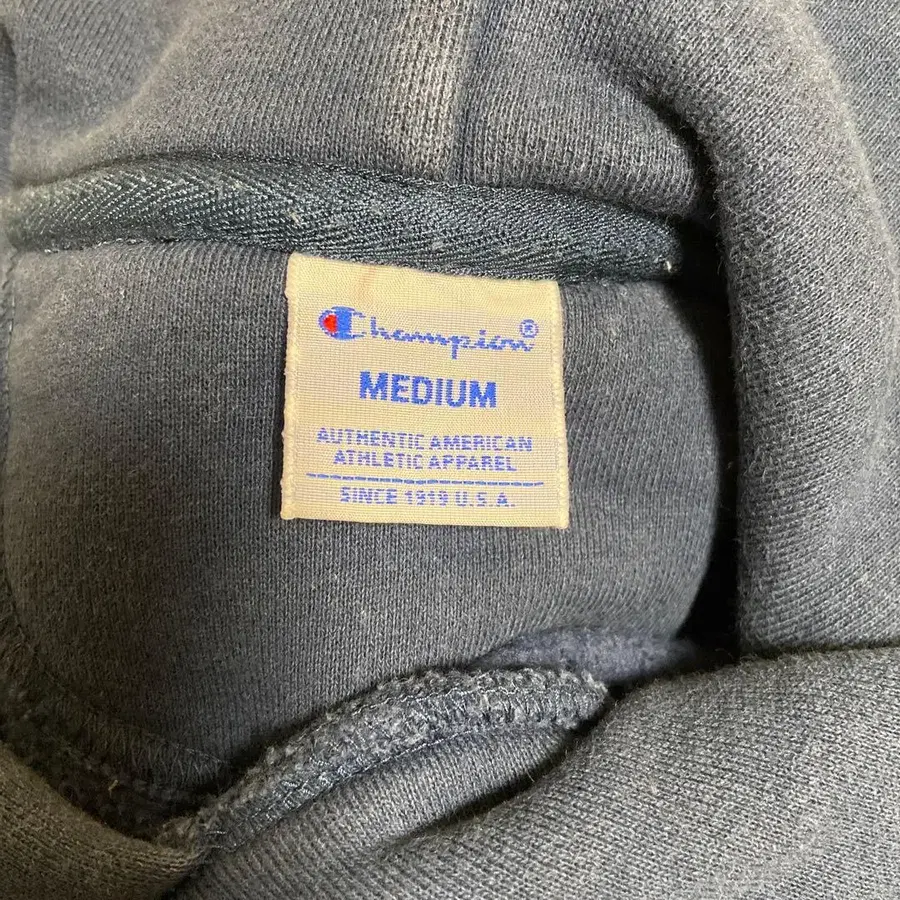 Champion®
MEDIUM
AUTHENTIC AMERICAN
ATHLETIC APPAREL
SINCE 1919 U.S.A.